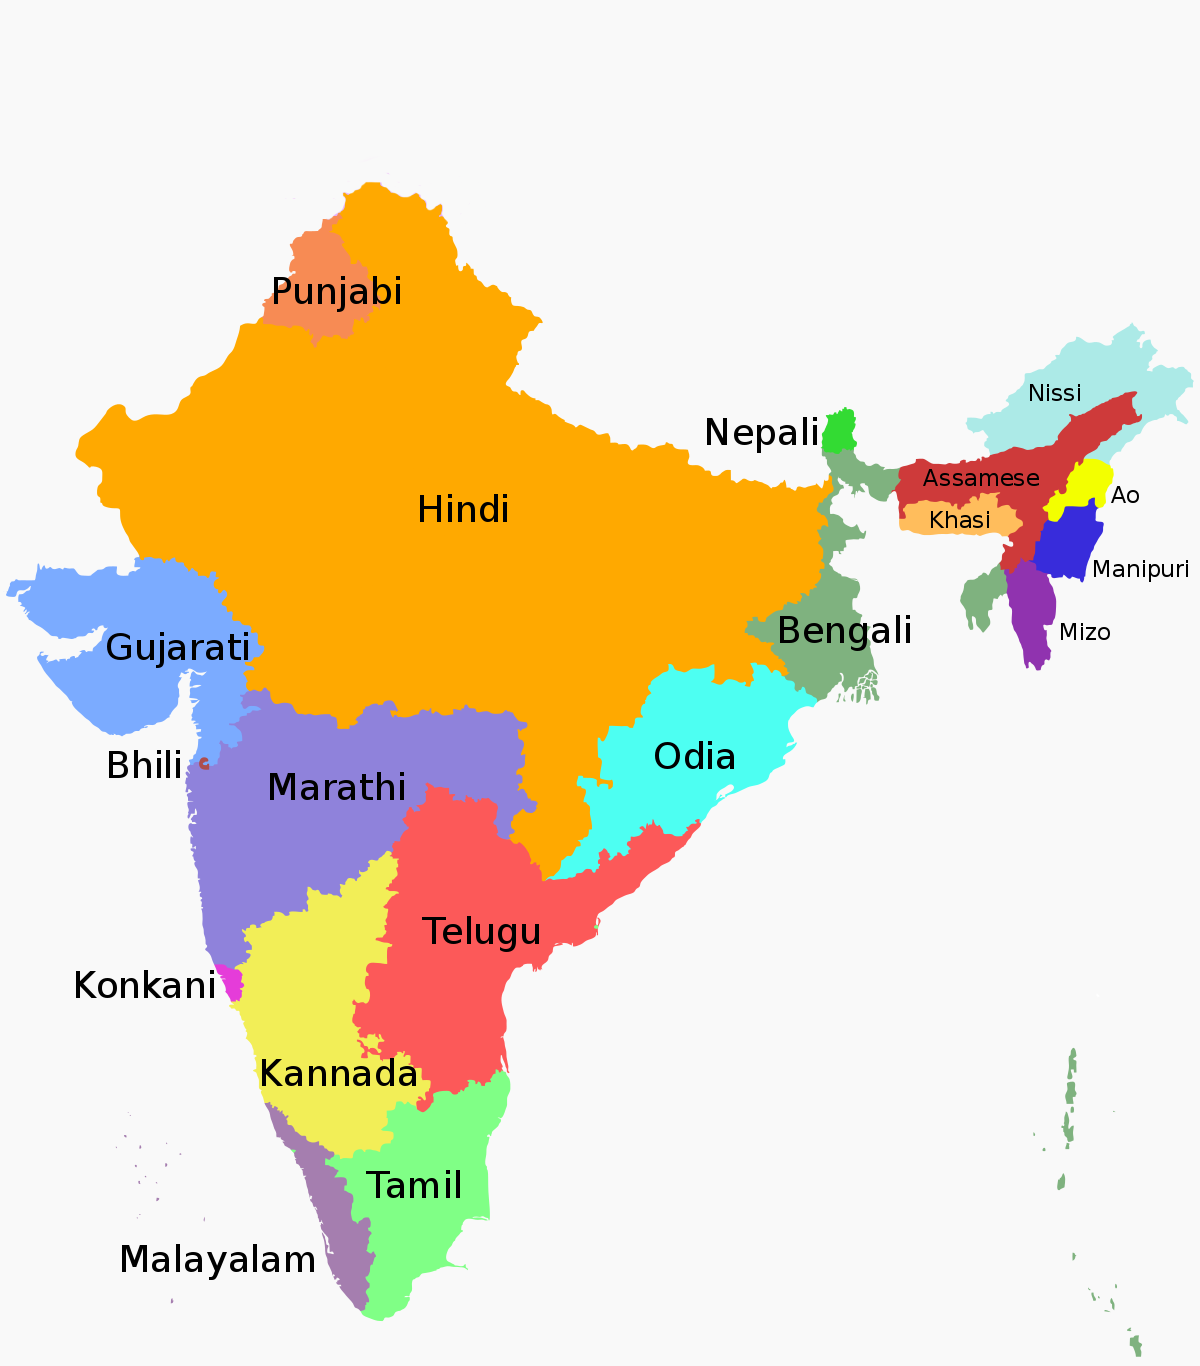 Punjabi
Nissi
Nepali
Assamese
Ao
Hindi
Khasi
Manipuri
Bengali
Mizo
Gujarati
Odia
Bhili
Marathi
Telugu
Konkani
Kannada
Tamil
Malayalam